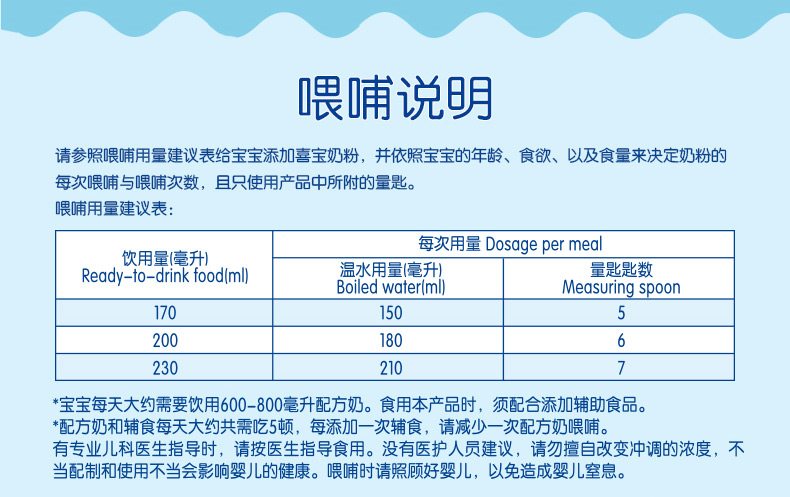 喂哺说明
请参照喂哺用量建议表给宝宝添加喜宝奶粉，并依照宝宝的年龄、食欲、以及食量来决定奶粉的
每次喂哺与喂哺次数，且只使用产品中所附的量匙。
喂哺用量建议表：
饮用量(毫升)
Ready-to-drink food(ml)
每次用量 Dosage per meal
温水用量(毫升)
Boiled water(ml)
量匙匙数
Measuring spoon
170 150 5
200 180 6
230 210 7
*宝宝每天大约需要饮用600-800毫升配方奶。食用本产品时，须配合添加辅助食品。
*配方奶和辅食每天大约共需吃5顿，每添加一次辅食，请减少一次配方奶喂哺。
有专业儿科医生指导时，请按医生指导食用。没有医护人员建议，请勿擅自改变冲调的浓度，不
当配制和使用不当会影响婴儿的健康。喂哺时请照顾好婴儿，以免造成婴儿窒息。